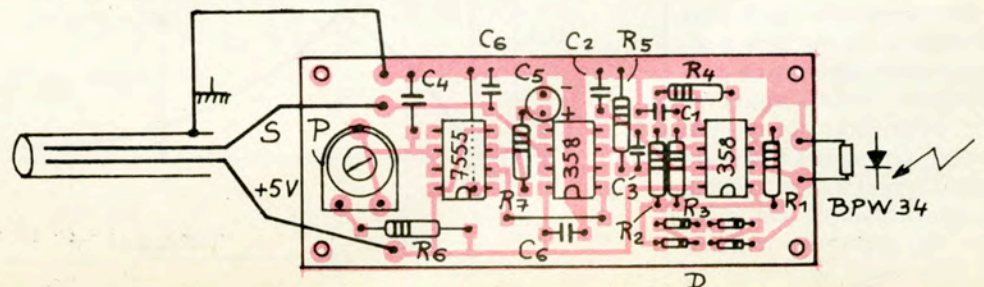 C6 C2 R5
C4 C5 - R4
S P + C1
7555 358 358
+5V C3
R7 R2 R3 R1 BPW34
R6 C6
D